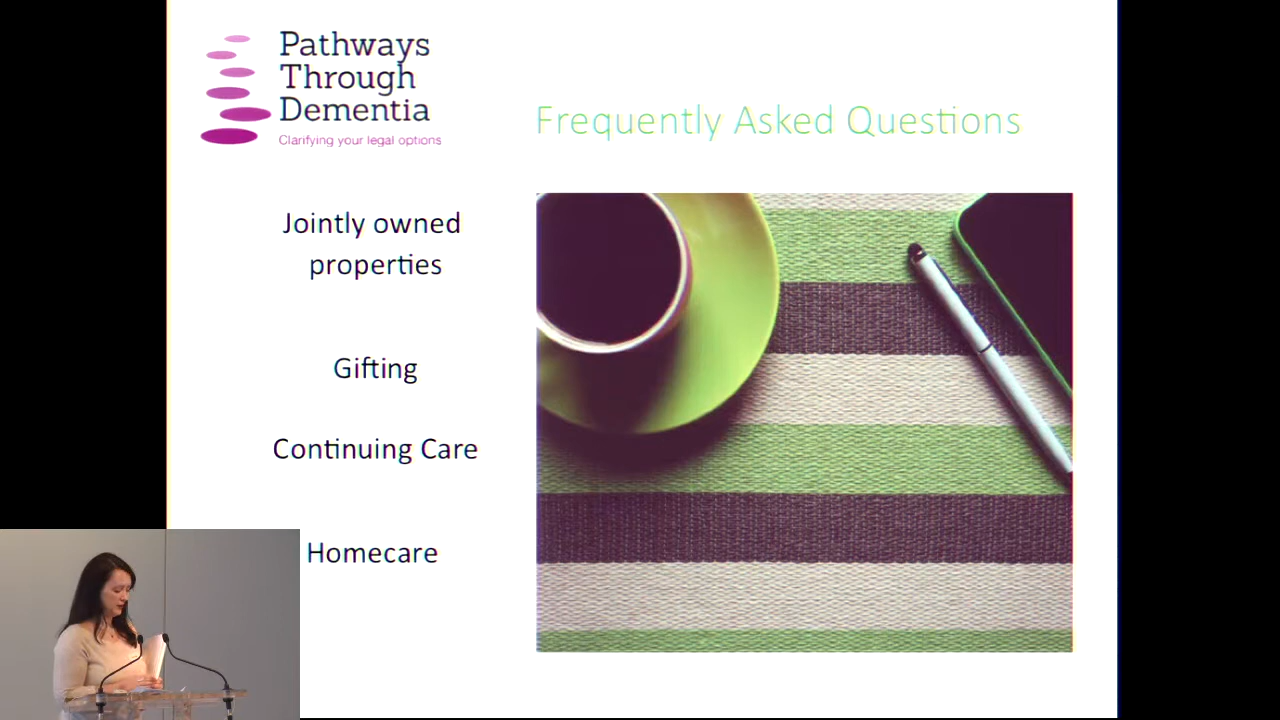 Pathways
Through
Dementia
Clarifying your legal options
Frequently Asked Questions
Jointly owned
properties
Gifting
Continuing Care
Homecare